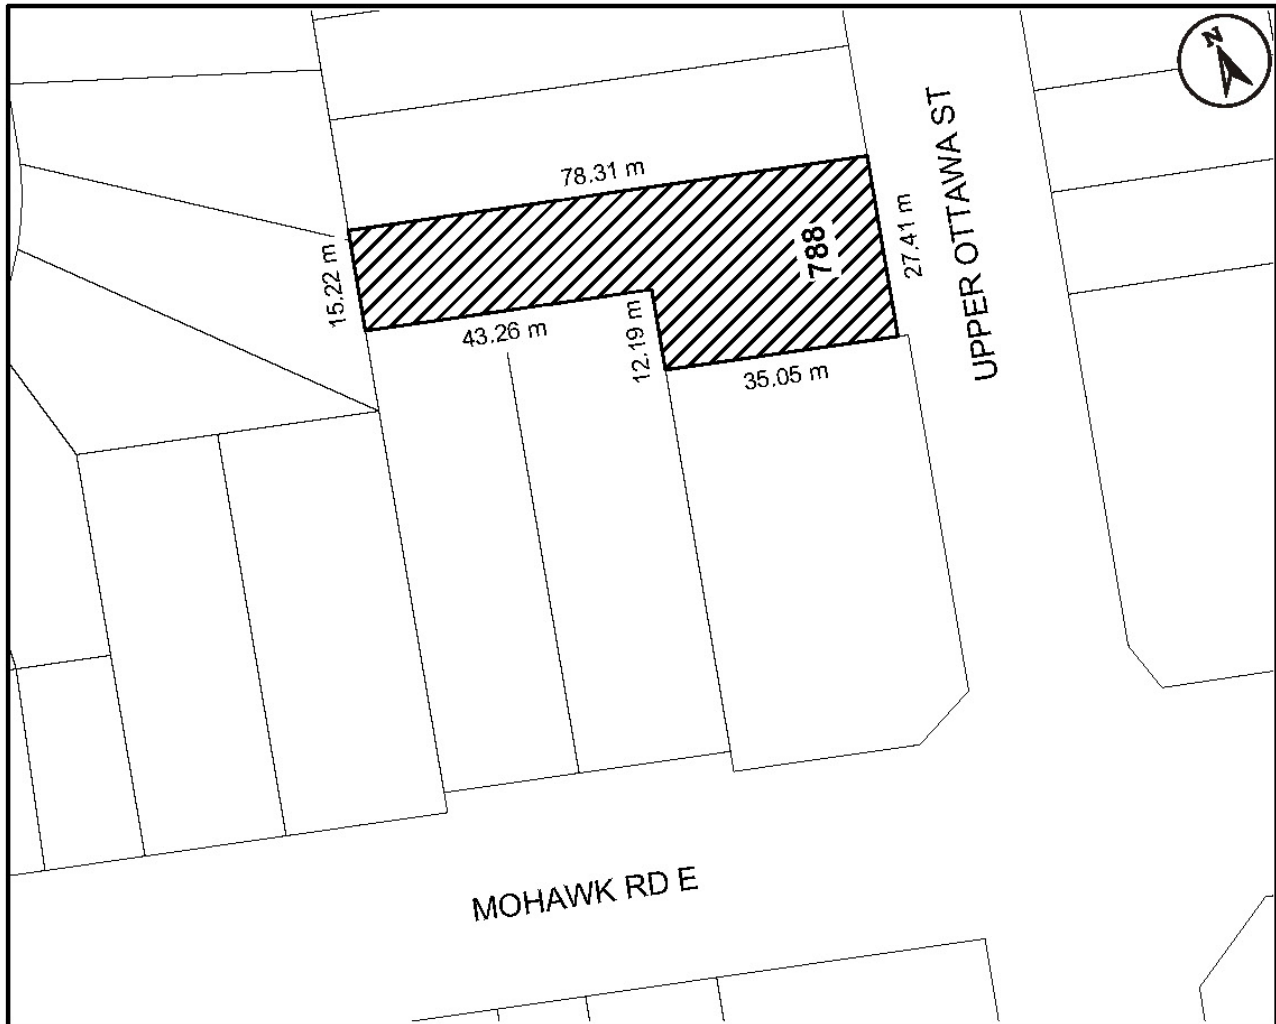 N
78.31 m
UPPER OTTAWA ST
15.22 m
788
27.41 m
43.26 m
12.19 m
35.05 m
MOHAWK RD E